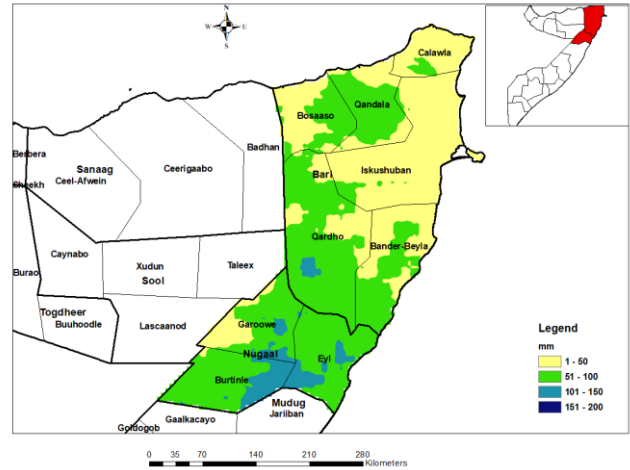 N
W E
S
Calawla
Qandala
Bosaaso
Badhan
Berbera
Sanaag
Ceerigaabo
Iskushuban
Sheekh
Ceel-Afwein
Bari
Qardho
Bander-Beyla
Caynabo
Xudun
Taleex
Burao
Sool
Togdheer
Garoowe
Buuhoodle
Lascaanod
Nugaal
Eyl
Burtinle
Mudug
Jariiban
Gaalkacayo
Goldogob
Legend
mm
1 - 50
51 - 100
101 - 150
151 - 200
0 35 70 140 210 280
Kilometers